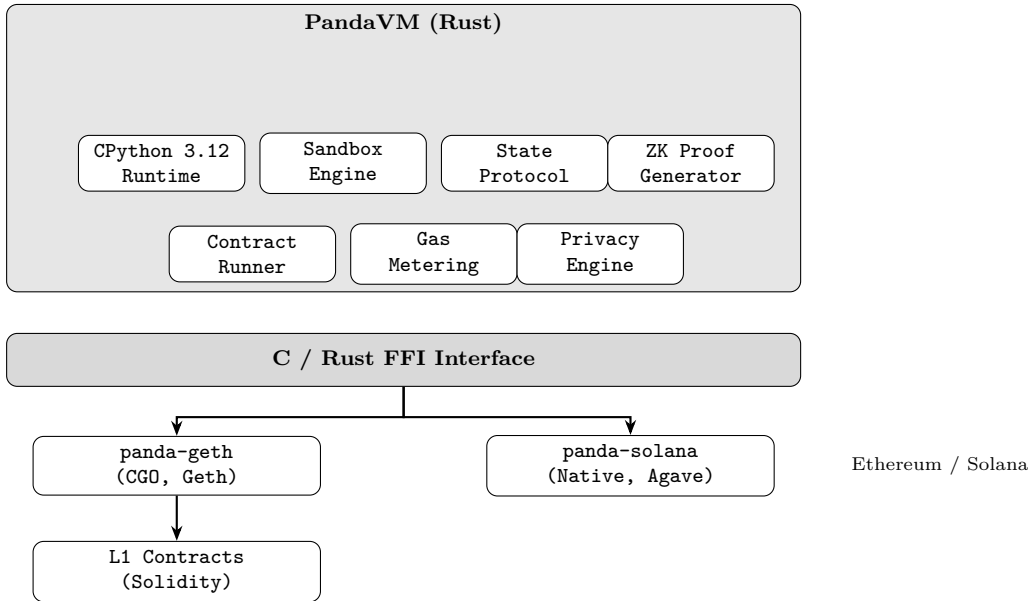 PandaVM (Rust)
CPython 3.12
Runtime
Sandbox
Engine
State
Protocol
ZK Proof
Generator
Contract
Runner
Gas
Metering
Privacy
Engine
C / Rust FFI Interface
panda-geth
(CGO, Geth)
panda-solana
(Native, Agave)
Ethereum / Solana
L1 Contracts
(Solidity)